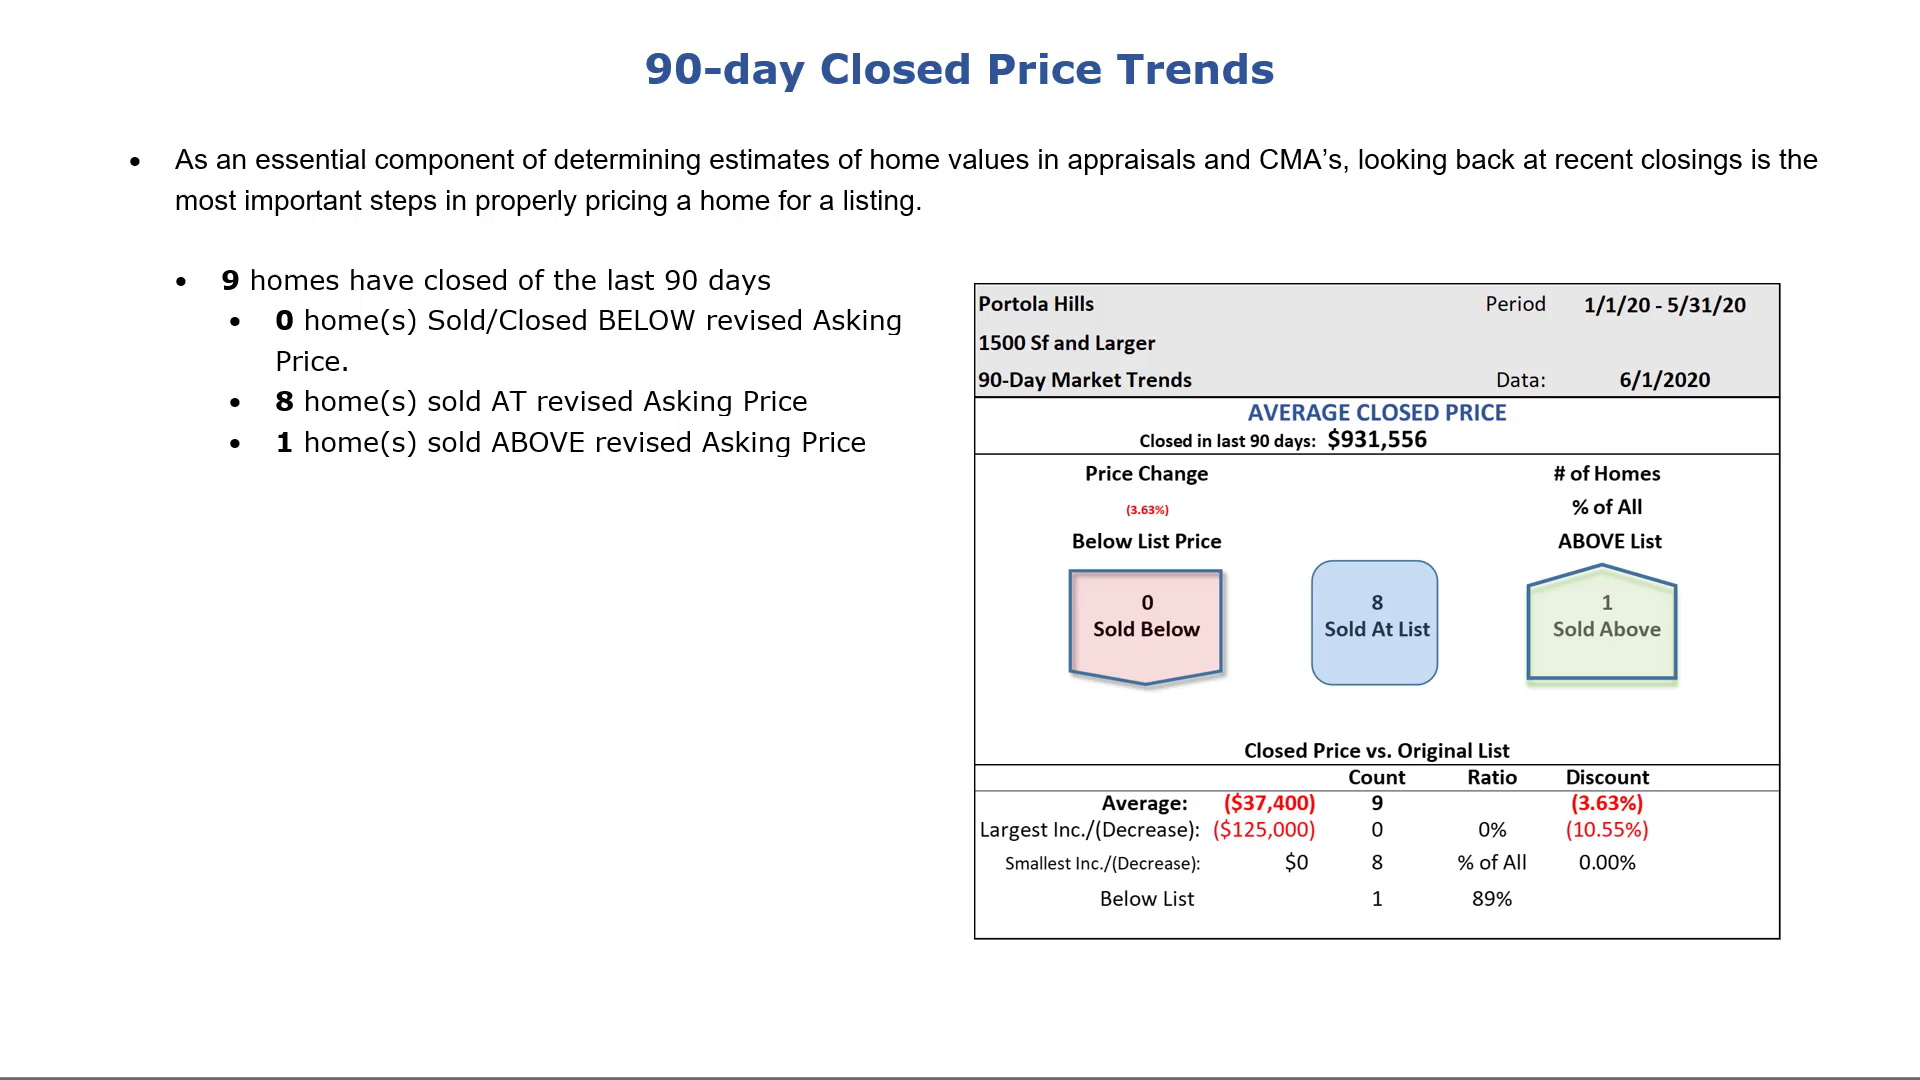 90-day Closed Price Trends
• As an essential component of determining estimates of home values in appraisals and CMA’s, looking back at recent closings is the
most important steps in properly pricing a home for a listing.
• 9 homes have closed of the last 90 days
• 0 home(s) Sold/Closed BELOW revised Asking
Price.
• 8 home(s) sold AT revised Asking Price
• 1 home(s) sold ABOVE revised Asking Price
Portola Hills Period 1/1/20 - 5/31/20
1500 Sf and Larger
90-Day Market Trends Data: 6/1/2020
AVERAGE CLOSED PRICE
Closed in last 90 days: $931,556
Price Change # of Homes
(3.63%) % of All
Below List Price ABOVE List
0 8 1
Sold Below Sold At List Sold Above
Closed Price vs. Original List
Count Ratio Discount
Average: ($37,400) 9 (3.63%)
Largest Inc./(Decrease): ($125,000) 0 0% (10.55%)
Smallest Inc./(Decrease): $0 8 % of All 0.00%
Below List 1 89%